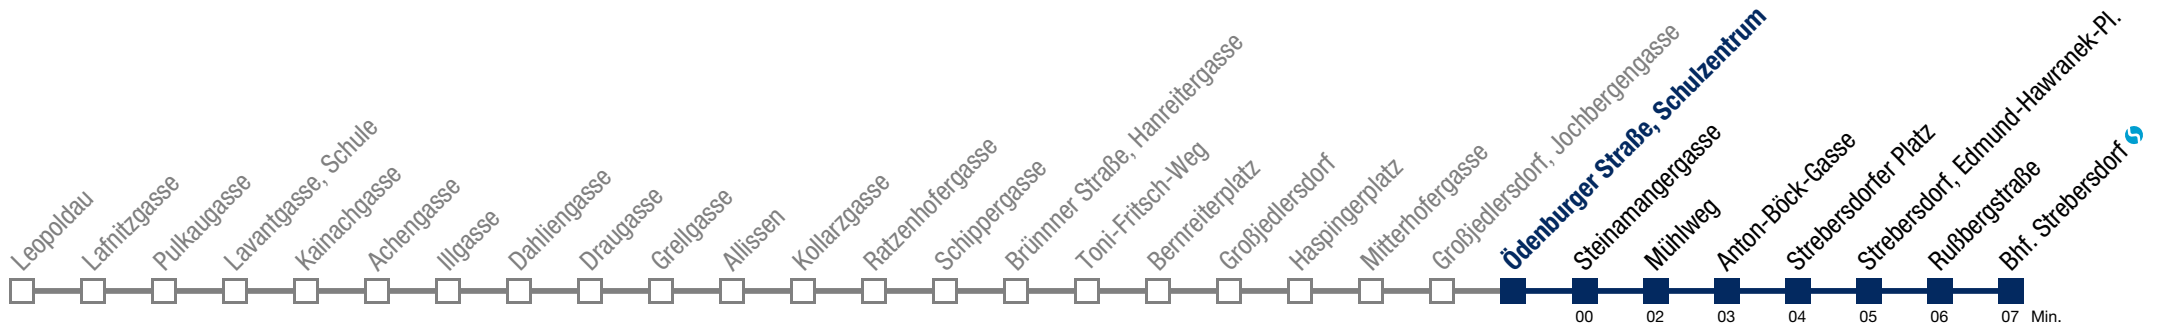 Leopoldau
Lafnitzgasse
Pulkaugasse
Lavantgasse, Schule
Kainachgasse
Achengasse
Illgasse
Dahliengasse
Draugasse
Grellgasse
Allissen
Kollarzgasse
Ratzenhofergasse
Schippergasse
Brünner Straße, Hanreitergasse
Toni-Fritsch-Weg
Bernreiterplatz
Großjedlersdorf
Haspingerplatz
Mitterhofergasse
Großjedlersdorf, Jochbergengasse
Ödenburger Straße, Schulzentrum
Steinamangergasse
Mühlweg
Anton-Böck-Gasse
Strebersdorfer Platz
Strebersdorf, Edmund-Hawranek-Pl.
Rußbergstraße
Bhf. Strebersdorf
00 02 03 04 05 06 07 Min.